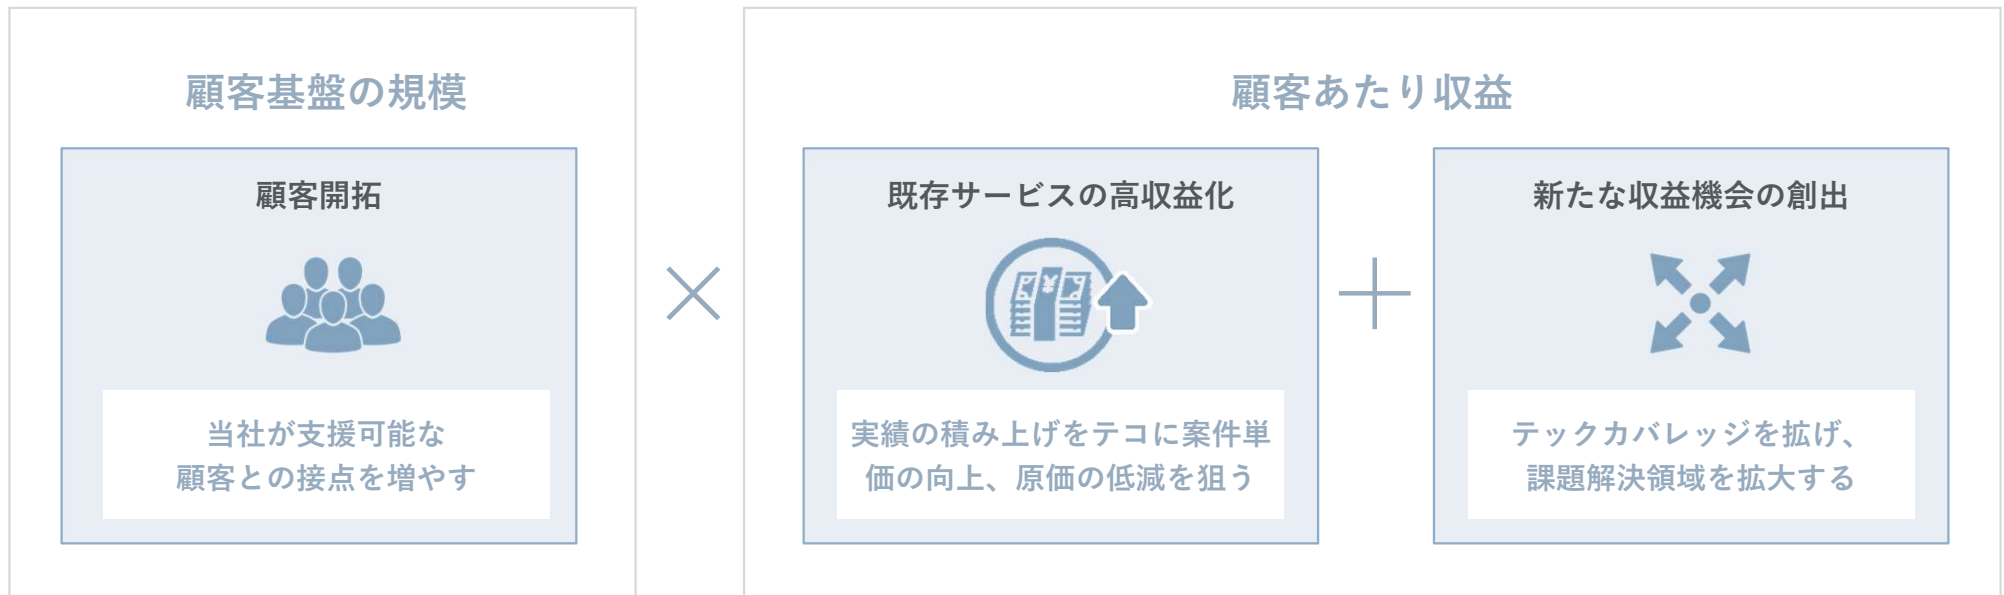 顧客基盤の規模
顧客開拓
当社が支援可能な
顧客との接点を増やす
×
顧客あたり収益
既存サービスの高収益化
¥
実績の積み上げをテコに案件単
価の向上、原価の低減を狙う
+
新たな収益機会の創出
テックカバレッジを拡げ、
課題解決領域を拡大する